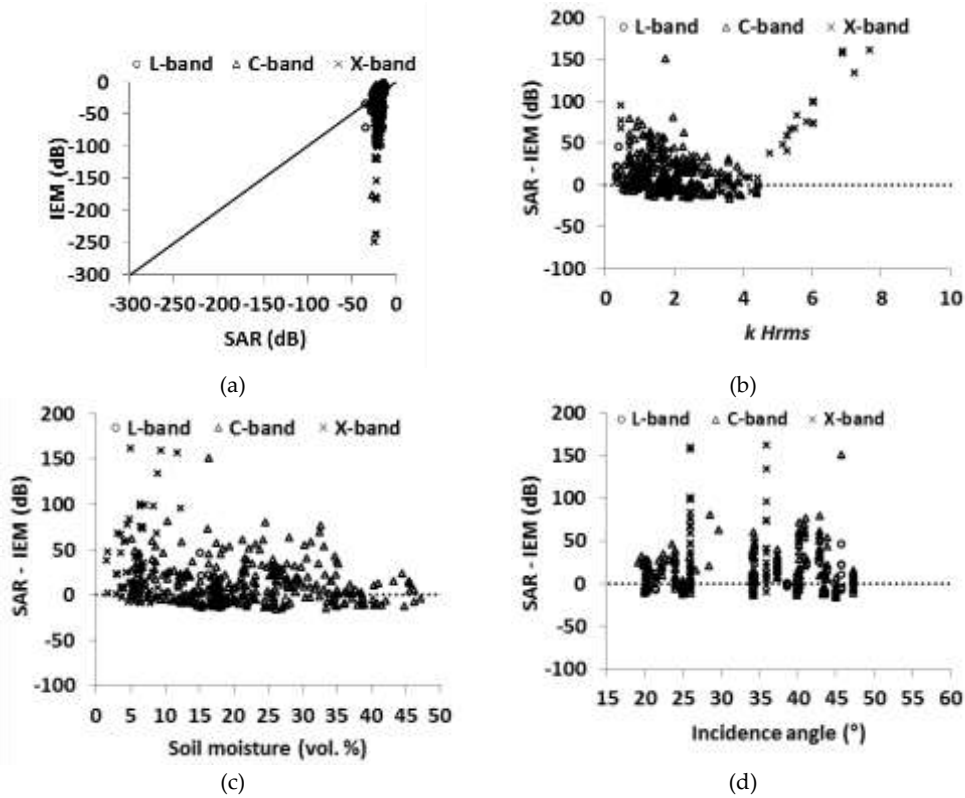 L-band C-band X-band
0
-50
-100
-150
-200
-250
-300
IEM (dB)
-300 -250 -200 -150 -100 -50 0
SAR (dB)
(a)
L-band C-band X-band
200
150
100
50
0
-50
-100
SAR - IEM (dB)
0 2 4 6 8 10
k Hrms
(b)
L-band C-band X-band
200
150
100
50
0
-50
-100
SAR - IEM (dB)
0 5 10 15 20 25 30 35 40 45 50
Soil moisture (vol. %)
(c)
L-band C-band X-band
200
150
100
50
0
-50
-100
SAR - IEM (dB)
15 20 25 30 35 40 45 50 55 60
Incidence angle (°)
(d)